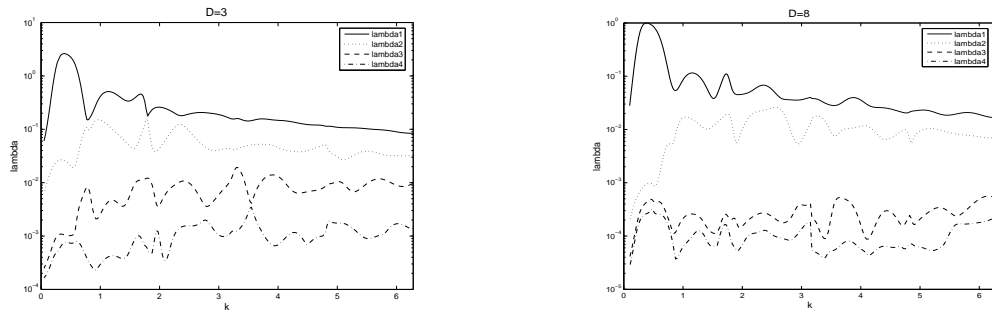 D=3
10^1
10^0
10^-1
10^-2
10^-3
10^-4
lambda
0 1 2 3 4 5 6
k
lambda1
lambda2
lambda3
lambda4
D=8
10^0
10^-1
10^-2
10^-3
10^-4
10^-5
lambda
0 1 2 3 4 5 6
k
lambda1
lambda2
lambda3
lambda4